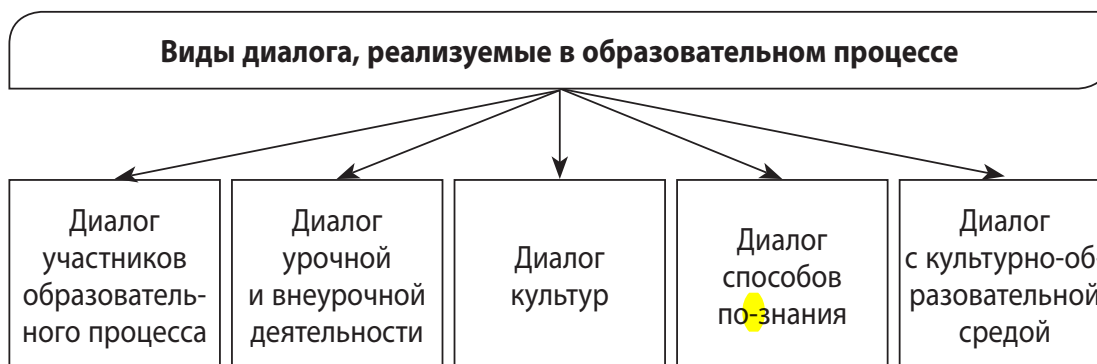 Виды диалога, реализуемые в образовательном процессе
Диалог
участников
образователь-
ного процесса
Диалог
урочной
и внеурочной
деятельности
Диалог
культур
Диалог
способов
по-знания
Диалог
с культурно-об-
разовательной
средой